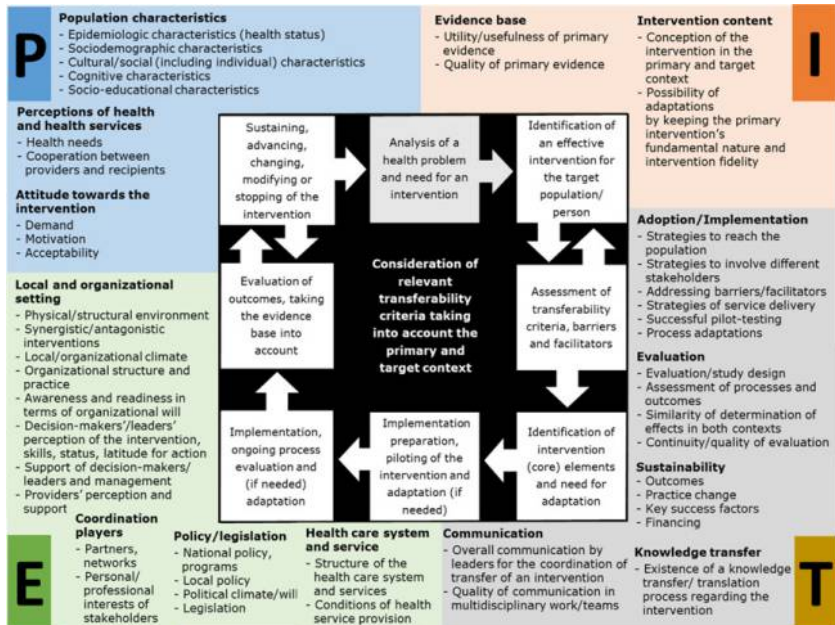 P
Population characteristics
- Epidemiologic characteristics (health status)
- Sociodemographic characteristics
- Cultural/social (including individual) characteristics
- Cognitive characteristics
- Socio-educational characteristics
Perceptions of health
and health services
- Health needs
- Cooperation between
providers and recipients
Attitude towards the
intervention
- Demand
- Motivation
- Acceptability
Evidence base
- Utility/usefulness of primary
evidence
- Quality of primary evidence
Intervention content
- Conception of the
intervention in the
primary and target
context
- Possibility of
adaptations
by keeping the primary
intervention's
fundamental nature and
intervention fidelity
I
Sustaining,
advancing,
changing,
modifying or
stopping of the
intervention
Analysis of a
health problem
and need for an
intervention
Identification of
an effective
intervention for
the target
population/
person
Evaluation of
outcomes, taking
the evidence
base into
account
Consideration of
relevant
transferability
criteria taking
into account the
primary and
target context
Assessment of
transferability
criteria, barriers
and facilitators
Implementation,
ongoing process
evaluation and
(if needed)
adaptation
Implementation
preparation,
piloting of the
intervention and
adaptation (if
needed)
Identification of
intervention
(core) elements
and need for
adaptation
Local and organizational
setting
- Physical/structural environment
- Synergistic/antagonistic
interventions
- Local/organizational climate
- Organizational structure and
practice
- Awareness and readiness in
terms of organizational will
- Decision-makers'/leaders'
perception of the intervention,
skills, status, latitude for action
- Support of decision-makers/
leaders and management
- Providers' perception and
support
E
Coordination
players
- Partners,
networks
- Personal/
professional
interests of
stakeholders
Policy/legislation
- National policy,
programs
- Local policy
- Political climate/will
- Legislation
Health care system
and service
- Structure of the
health care system
and services
- Conditions of health
service provision
Adoption/Implementation
- Strategies to reach the
population
- Strategies to involve different
stakeholders
- Addressing barriers/facilitators
- Strategies of service delivery
- Successful pilot-testing
- Process adaptations
Evaluation
- Evaluation/study design
- Assessment of processes and
outcomes
- Similarity of determination of
effects in both contexts
- Continuity/quality of evaluation
Sustainability
- Outcomes
- Practice change
- Key success factors
- Financing
Communication
- Overall communication by
leaders for the coordination of
transfer of an intervention
- Quality of communication in
multidisciplinary work/teams
Knowledge transfer
- Existence of a knowledge
transfer/ translation
process regarding the
intervention
T